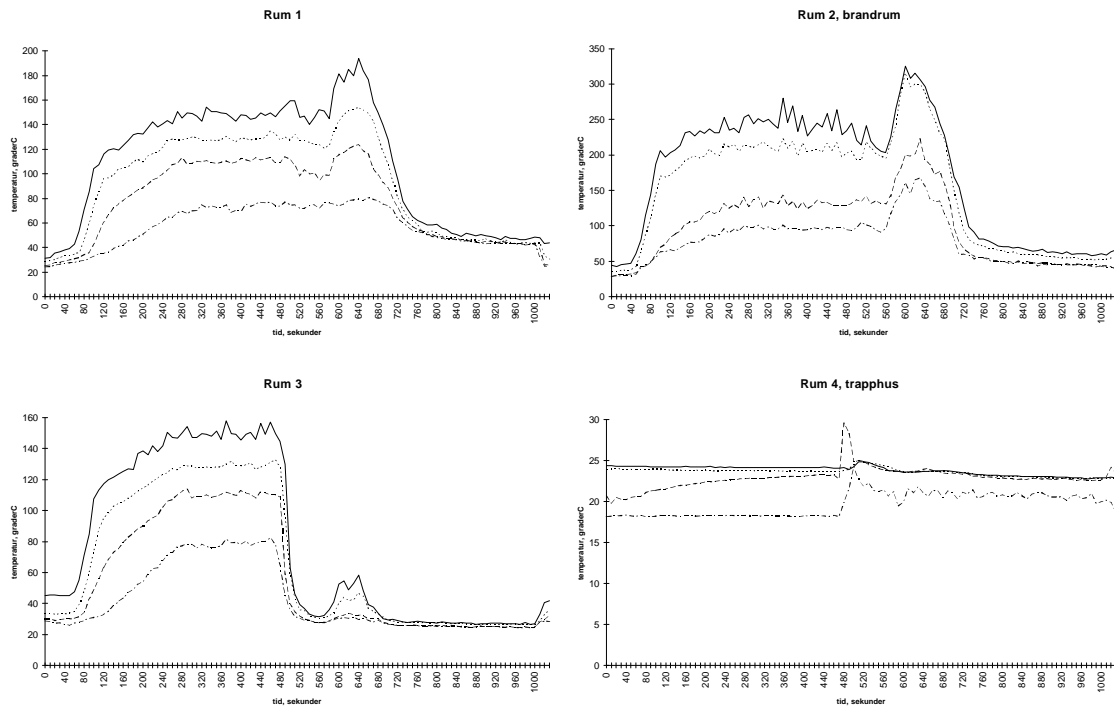 Rum 1
temperatur, graderC
200
180
160
140
120
100
80
60
40
20
0
0 40 80 120 160 200 240 280 320 360 400 440 480 520 560 600 640 680 720 760 800 840 880 920 960 1000
tid, sekunder
Rum 2, brandrum
temperatur, graderC
350
300
250
200
150
100
50
0
0 40 80 120 160 200 240 280 320 360 400 440 480 520 560 600 640 680 720 760 800 840 880 920 960 1000
tid, sekunder
Rum 3
temperatur, graderC
160
140
120
100
80
60
40
20
0
0 40 80 120 160 200 240 280 320 360 400 440 480 520 560 600 640 680 720 760 800 840 880 920 960 1000
tid, sekunder
Rum 4, trapphus
temperatur, graderC
30
25
20
15
10
5
0
0 40 80 120 160 200 240 280 320 360 400 440 480 520 560 600 640 680 720 760 800 840 880 920 960 1000
tid, sekunder